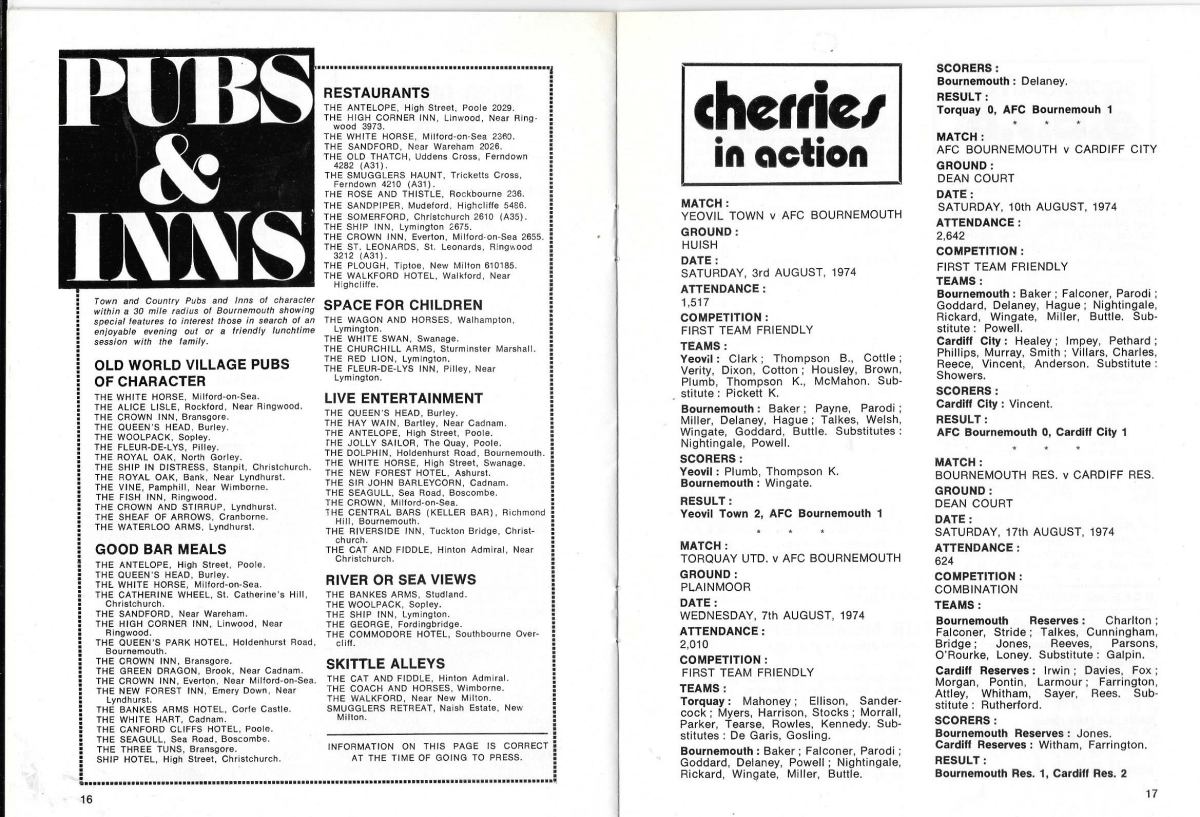 PUBS
&
INNS
Town and Country Pubs and Inns of character
within a 30 mile radius of Bournemouth showing
special features to interest those in search of an
enjoyable evening out or a friendly lunchtime
session with the family.
OLD WORLD VILLAGE PUBS
OF CHARACTER
THE WHITE HORSE, Milford-on-Sea.
THE ALICE LISLE, Rockford, Near Ringwood.
THE CROWN INN, Bransgore.
THE QUEEN'S HEAD, Burley.
THE WOOLPACK, Sopley.
THE FLEUR-DE-LYS, Pilley.
THE ROYAL OAK, North Gorley.
THE SHIP IN DISTRESS, Stanpit, Christchurch.
THE ROYAL OAK, Bank, Near Lyndhurst.
THE VINE, Pamphill, Near Wimborne.
THE FISH INN, Ringwood.
THE CROWN AND STIRRUP, Lyndhurst.
THE SHEAF OF ARROWS, Cranborne.
THE WATERLOO ARMS, Lyndhurst.
GOOD BAR MEALS
THE ANTELOPE, High Street, Poole.
THE QUEEN'S HEAD, Burley.
THE WHITE HORSE, Milford-on-Sea.
THE CATHERINE WHEEL, St. Catherine's Hill,
Christchurch.
THE SANDFORD, Near Wareham.
THE HIGH CORNER INN, Linwood, Near
Ringwood.
THE QUEEN'S PARK HOTEL, Holdenhurst Road,
Bournemouth.
THE CROWN INN, Bransgore.
THE GREEN DRAGON, Brook, Near Cadnam.
THE CROWN INN, Everton, Near Milford-on-Sea.
THE NEW FOREST INN, Emery Down, Near
Lyndhurst.
THE BANKES ARMS HOTEL, Corfe Castle.
THE WHITE HART, Cadnam.
THE CANFORD CLIFFS HOTEL, Poole.
THE SEAGULL, Sea Road, Boscombe.
THE THREE TUNS, Bransgore.
SHIP HOTEL, High Street, Christchurch.
RESTAURANTS
THE ANTELOPE, High Street, Poole 2029.
THE HIGH CORNER INN, Linwood, Near Ring-
wood 3973.
THE WHITE HORSE, Milford-on-Sea 2360.
THE SANDFORD, Near Wareham 2026.
THE OLD THATCH, Uddens Cross, Ferndown
4282 (A31).
THE SMUGGLERS HAUNT, Tricketts Cross,
Ferndown 4210 (A31).
THE ROSE AND THISTLE, Rockbourne 236.
THE SANDPIPER, Mudeford. Highcliffe 5486.
THE SOMERFORD, Christchurch 2610 (A35).
THE SHIP INN, Lymington 2675.
THE CROWN INN, Everton, Milford-on-Sea 2655.
THE ST. LEONARDS, St. Leonards, Ringwood
3212 (A31).
THE PLOUGH, Tiptoe, New Milton 610185.
THE WALKFORD HOTEL, Walkford, Near
Highcliffe.
SPACE FOR CHILDREN
THE WAGON AND HORSES, Walhampton,
Lymington.
THE WHITE SWAN, Swanage.
THE CHURCHILL ARMS, Sturminster Marshall.
THE RED LION, Lymington.
THE FLEUR-DE-LYS INN, Pilley, Near
Lymington.
LIVE ENTERTAINMENT
THE QUEEN'S HEAD, Burley.
THE HAY WAIN, Bartley, Near Cadnam.
THE ANTELOPE, High Street, Poole.
THE JOLLY SAILOR, The Quay, Poole.
THE DOLPHIN, Holdenhurst Road, Bournemouth.
THE WHITE HORSE, High Street, Swanage.
THE NEW FOREST HOTEL, Ashurst.
THE SIR JOHN BARLEYCORN, Cadnam.
THE SEAGULL, Sea Road, Boscombe.
THE CROWN, Milford-on-Sea.
THE CENTRAL BARS (KELLER BAR), Richmond
Hill, Bournemouth.
THE RIVERSIDE INN, Tuckton Bridge, Christ-
church.
THE CAT AND FIDDLE, Hinton Admiral, Near
Christchurch.
RIVER OR SEA VIEWS
THE BANKES ARMS, Studland.
THE WOOLPACK, Sopley.
THE SHIP INN, Lymington.
THE GEORGE, Fordingbridge.
THE COMMODORE HOTEL, Southbourne Over-
cliff.
SKITTLE ALLEYS
THE CAT AND FIDDLE, Hinton Admiral.
THE COACH AND HORSES, Wimborne.
THE WALKFORD, Near New Milton.
SMUGGLERS RETREAT, Naish Estate, New
Milton.
INFORMATION ON THIS PAGE IS CORRECT
AT THE TIME OF GOING TO PRESS.
16
cherries
in action
MATCH :
YEOVIL TOWN v AFC BOURNEMOUTH
GROUND :
HUISH
DATE :
SATURDAY, 3rd AUGUST, 1974
ATTENDANCE :
1,517
COMPETITION :
FIRST TEAM FRIENDLY
TEAMS :
Yeovil : Clark ; Thompson B., Cottle ;
Verity, Dixon, Cotton ; Housley, Brown,
Plumb, Thompson K., McMahon. Sub-
stitute : Pickett K.
Bournemouth : Baker ; Payne, Parodi ;
Miller, Delaney, Hague ; Talkes, Welsh,
Wingate, Goddard, Buttle. Substitutes :
Nightingale, Powell.
SCORERS :
Yeovil : Plumb, Thompson K.
Bournemouth : Wingate.
RESULT :
Yeovil Town 2, AFC Bournemouth 1
* * *
MATCH :
TORQUAY UTD. v AFC BOURNEMOUTH
GROUND :
PLAINMOOR
DATE :
WEDNESDAY, 7th AUGUST, 1974
ATTENDANCE :
2,010
COMPETITION :
FIRST TEAM FRIENDLY
TEAMS :
Torquay : Mahoney ; Ellison, Sander-
cock ; Myers, Harrison, Stocks ; Morrall,
Parker, Tearse, Rowles, Kennedy. Sub-
stitutes : De Garis, Gosling.
Bournemouth : Baker ; Falconer, Parodi ;
Goddard, Delaney, Powell ; Nightingale,
Rickard, Wingate, Miller, Buttle.
SCORERS :
Bournemouth : Delaney.
RESULT :
Torquay 0, AFC Bournemouh 1
* * *
MATCH :
AFC BOURNEMOUTH v CARDIFF CITY
GROUND :
DEAN COURT
DATE :
SATURDAY, 10th AUGUST, 1974
ATTENDANCE :
2,642
COMPETITION :
FIRST TEAM FRIENDLY
TEAMS :
Bournemouth : Baker ; Falconer, Parodi ;
Goddard, Delaney, Hague ; Nightingale,
Rickard, Wingate, Miller, Buttle. Sub-
stitute : Powell.
Cardiff City : Healey ; Impey, Pethard ;
Phillips, Murray, Smith ; Villars, Charles,
Reece, Vincent, Anderson. Substitute :
Showers.
SCORERS :
Cardiff City : Vincent.
RESULT :
AFC Bournemouth 0, Cardiff City 1
* * *
MATCH :
BOURNEMOUTH RES. v CARDIFF RES.
GROUND :
DEAN COURT
DATE :
SATURDAY, 17th AUGUST, 1974
ATTENDANCE :
624
COMPETITION :
COMBINATION
TEAMS :
Bournemouth Reserves : Charlton ;
Falconer, Stride ; Talkes, Cunningham,
Bridge ; Jones, Reeves, Parsons,
O'Rourke, Loney. Substitute : Galpin.
Cardiff Reserves : Irwin ; Davies, Fox ;
Morgan, Pontin, Larmour ; Farrington,
Attley, Whitham, Sayer, Rees. Sub-
stitute : Rutherford.
SCORERS :
Bournemouth Reserves : Jones.
Cardiff Reserves : Witham, Farrington.
RESULT :
Bournemouth Res. 1, Cardiff Res. 2
17